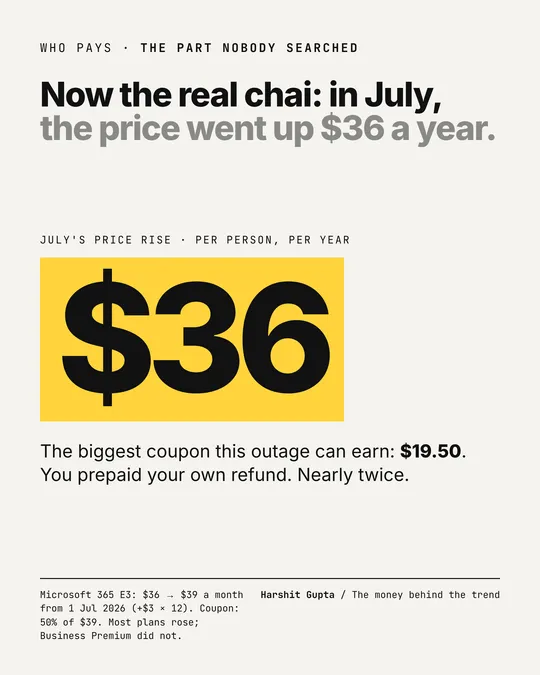 WHO PAYS · THE PART NOBODY SEARCHED
Now the real chai: in July,
the price went up $36 a year.
JULY'S PRICE RISE · PER PERSON, PER YEAR
$36
The biggest coupon this outage can earn: $19.50.
You prepaid your own refund. Nearly twice.
Microsoft 365 E3: $36 → $39 a month
from 1 Jul 2026 (+$3 × 12). Coupon:
50% of $39. Most plans rose;
Business Premium did not.
Harshit Gupta / The money behind the trend